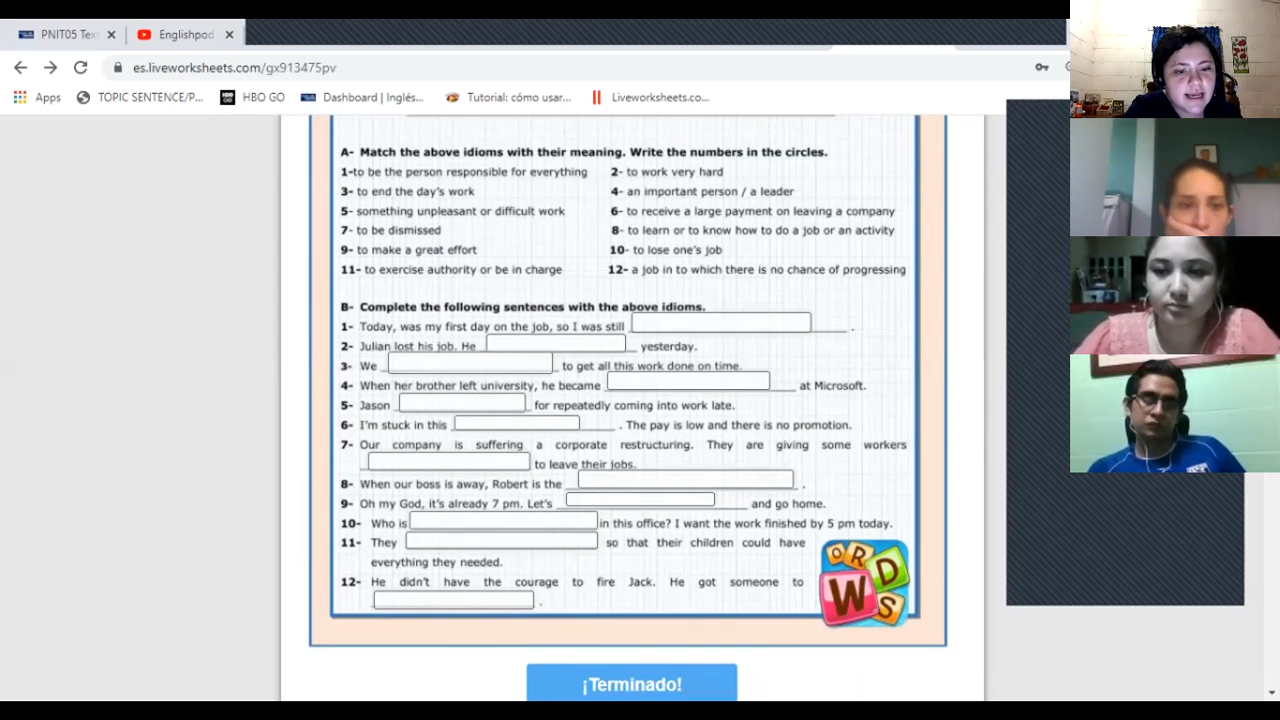 PNIT05 Tex
Englishpod
es.liveworksheets.com/gx913475pv
Apps TOPIC SENTENCE/P... HBO GO Dashboard | Inglés... Tutorial: cómo usar... Liveworksheets.co...
A- Match the above idioms with their meaning. Write the numbers in the circles.
1-to be the person responsible for everything 2- to work very hard
3- to end the day's work 4- an important person / a leader
5- something unpleasant or difficult work 6- to receive a large payment on leaving a company
7- to be dismissed 8- to learn or to know how to do a job or an activity
9- to make a great effort 10- to lose one's job
11- to exercise authority or be in charge 12- a job in to which there is no chance of progressing
B- Complete the following sentences with the above idioms.
1- Today, was my first day on the job, so I was still .
2- Julian lost his job. He yesterday.
3- We to get all this work done on time.
4- When her brother left university, he became at Microsoft.
5- Jason for repeatedly coming into work late.
6- I'm stuck in this . The pay is low and there is no promotion.
7- Our company is suffering a corporate restructuring. They are giving some workers
to leave their jobs.
8- When our boss is away, Robert is the .
9- Oh my God, it's already 7 pm. Let's and go home.
10- Who is in this office? I want the work finished by 5 pm today.
11- They so that their children could have
everything they needed.
12- He didn't have the courage to fire Jack. He got someone to
.
O R D
W S
¡Terminado!